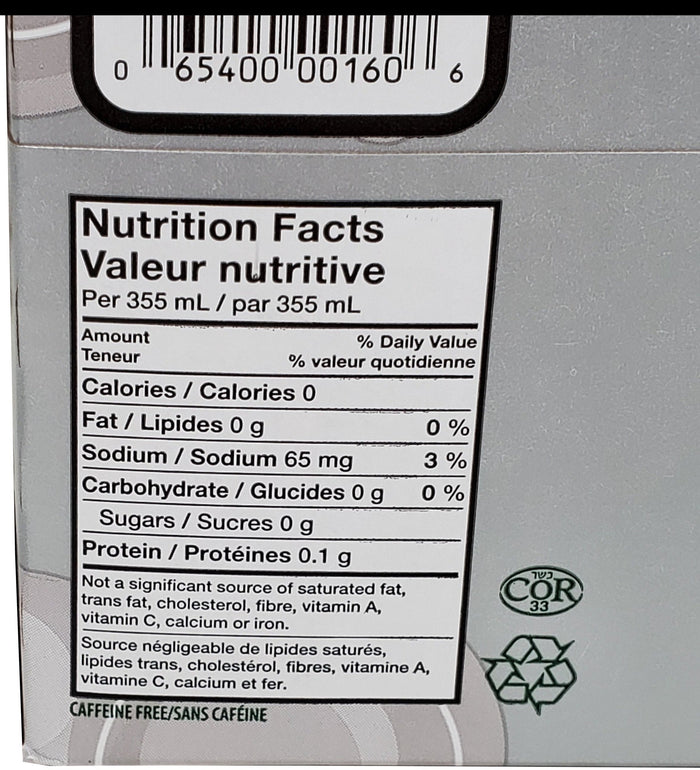 0 65400 00160 6
Nutrition Facts
Valeur nutritive
Per 355 mL / par 355 mL
Amount % Daily Value
Teneur % valeur quotidienne
Calories / Calories 0
Fat / Lipides 0 g 0 %
Sodium / Sodium 65 mg 3 %
Carbohydrate / Glucides 0 g 0 %
Sugars / Sucres 0 g
Protein / Protéines 0.1 g
Not a significant source of saturated fat,
trans fat, cholesterol, fibre, vitamin A,
vitamin C, calcium or iron.
Source négligeable de lipides saturés,
lipides trans, cholestérol, fibres, vitamine A,
vitamine C, calcium et fer.
CAFFEINE FREE/SANS CAFÉINE
כשר
COR
33